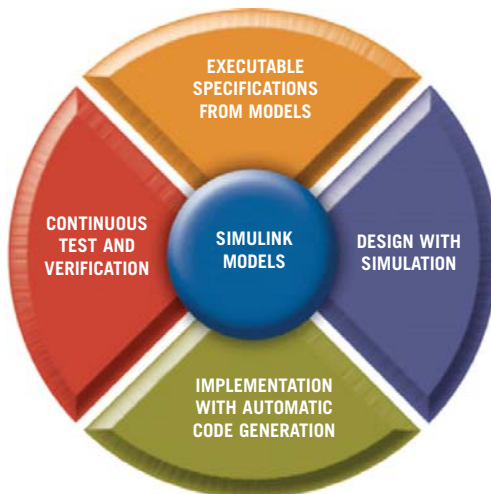 EXECUTABLE
SPECIFICATIONS
FROM MODELS
CONTINUOUS
TEST AND
VERIFICATION
SIMULINK
MODELS
DESIGN WITH
SIMULATION
IMPLEMENTATION
WITH AUTOMATIC
CODE GENERATION